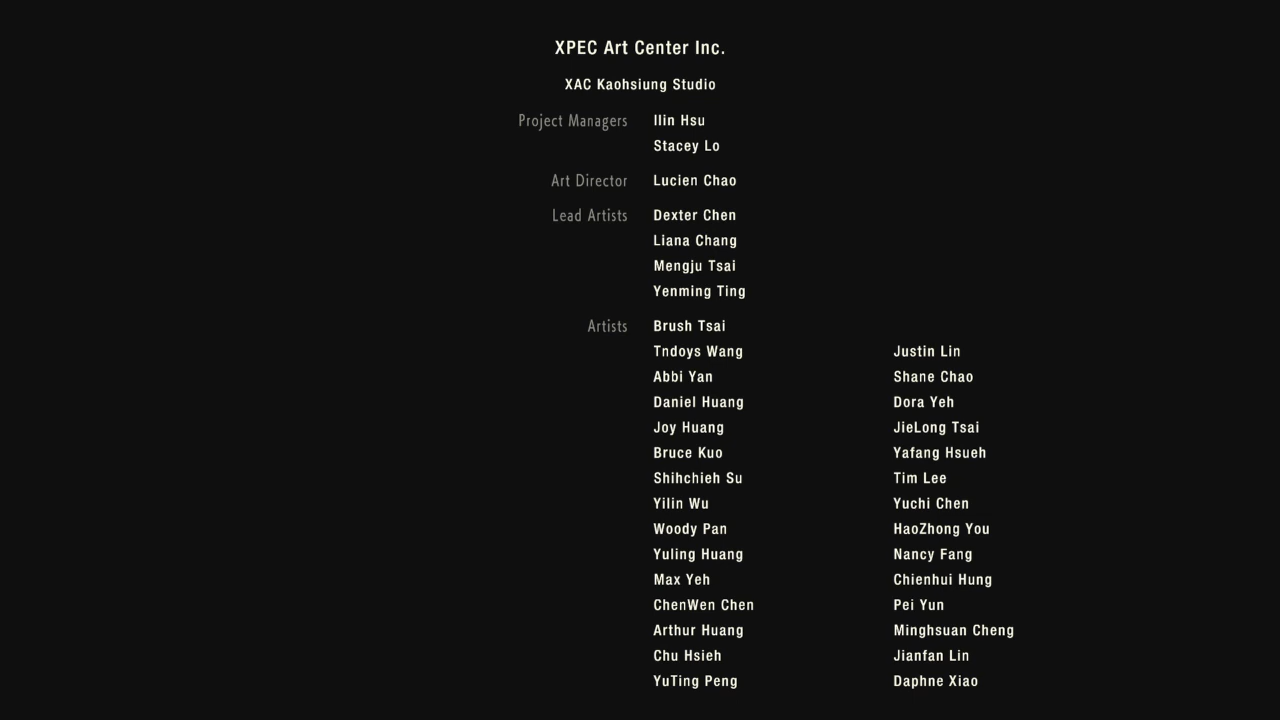 XPEC Art Center Inc.
XAC Kaohsiung Studio
Project Managers Ilin Hsu
Stacey Lo
Art Director Lucien Chao
Lead Artists Dexter Chen
Liana Chang
Mengju Tsai
Yenming Ting
Artists Brush Tsai
Tndoys Wang Justin Lin
Abbi Yan Shane Chao
Daniel Huang Dora Yeh
Joy Huang JieLong Tsai
Bruce Kuo Yafang Hsueh
Shihchieh Su Tim Lee
Yilin Wu Yuchi Chen
Woody Pan HaoZhong You
Yuling Huang Nancy Fang
Max Yeh Chienhui Hung
ChenWen Chen Pei Yun
Arthur Huang Minghsuan Cheng
Chu Hsieh Jianfan Lin
YuTing Peng Daphne Xiao